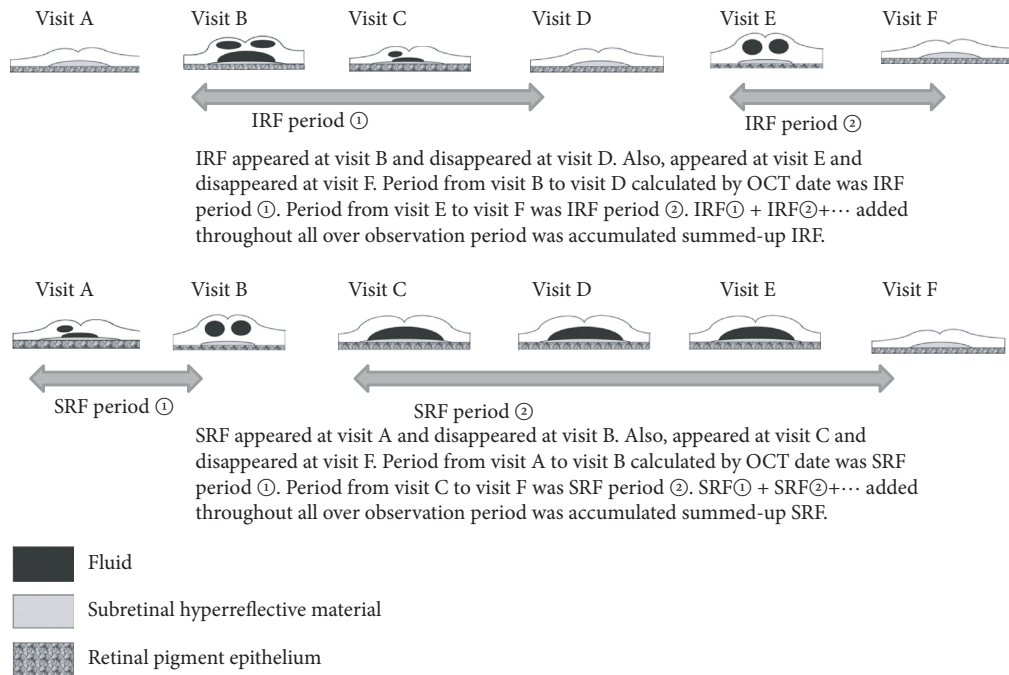 Visit A Visit B Visit C Visit D Visit E Visit F
IRF period ① IRF period ②
IRF appeared at visit B and disappeared at visit D. Also, appeared at visit E and
disappeared at visit F. Period from visit B to visit D calculated by OCT date was IRF
period ①. Period from visit E to visit F was IRF period ②. IRF① + IRF②+⋯ added
throughout all over observation period was accumulated summed-up IRF.
Visit A Visit B Visit C Visit D Visit E Visit F
SRF period ① SRF period ②
SRF appeared at visit A and disappeared at visit B. Also, appeared at visit C and
disappeared at visit F. Period from visit A to visit B calculated by OCT date was SRF
period ①. Period from visit C to visit F was SRF period ②. SRF① + SRF②+⋯ added
throughout all over observation period was accumulated summed-up SRF.
Fluid
Subretinal hyperreflective material
Retinal pigment epithelium